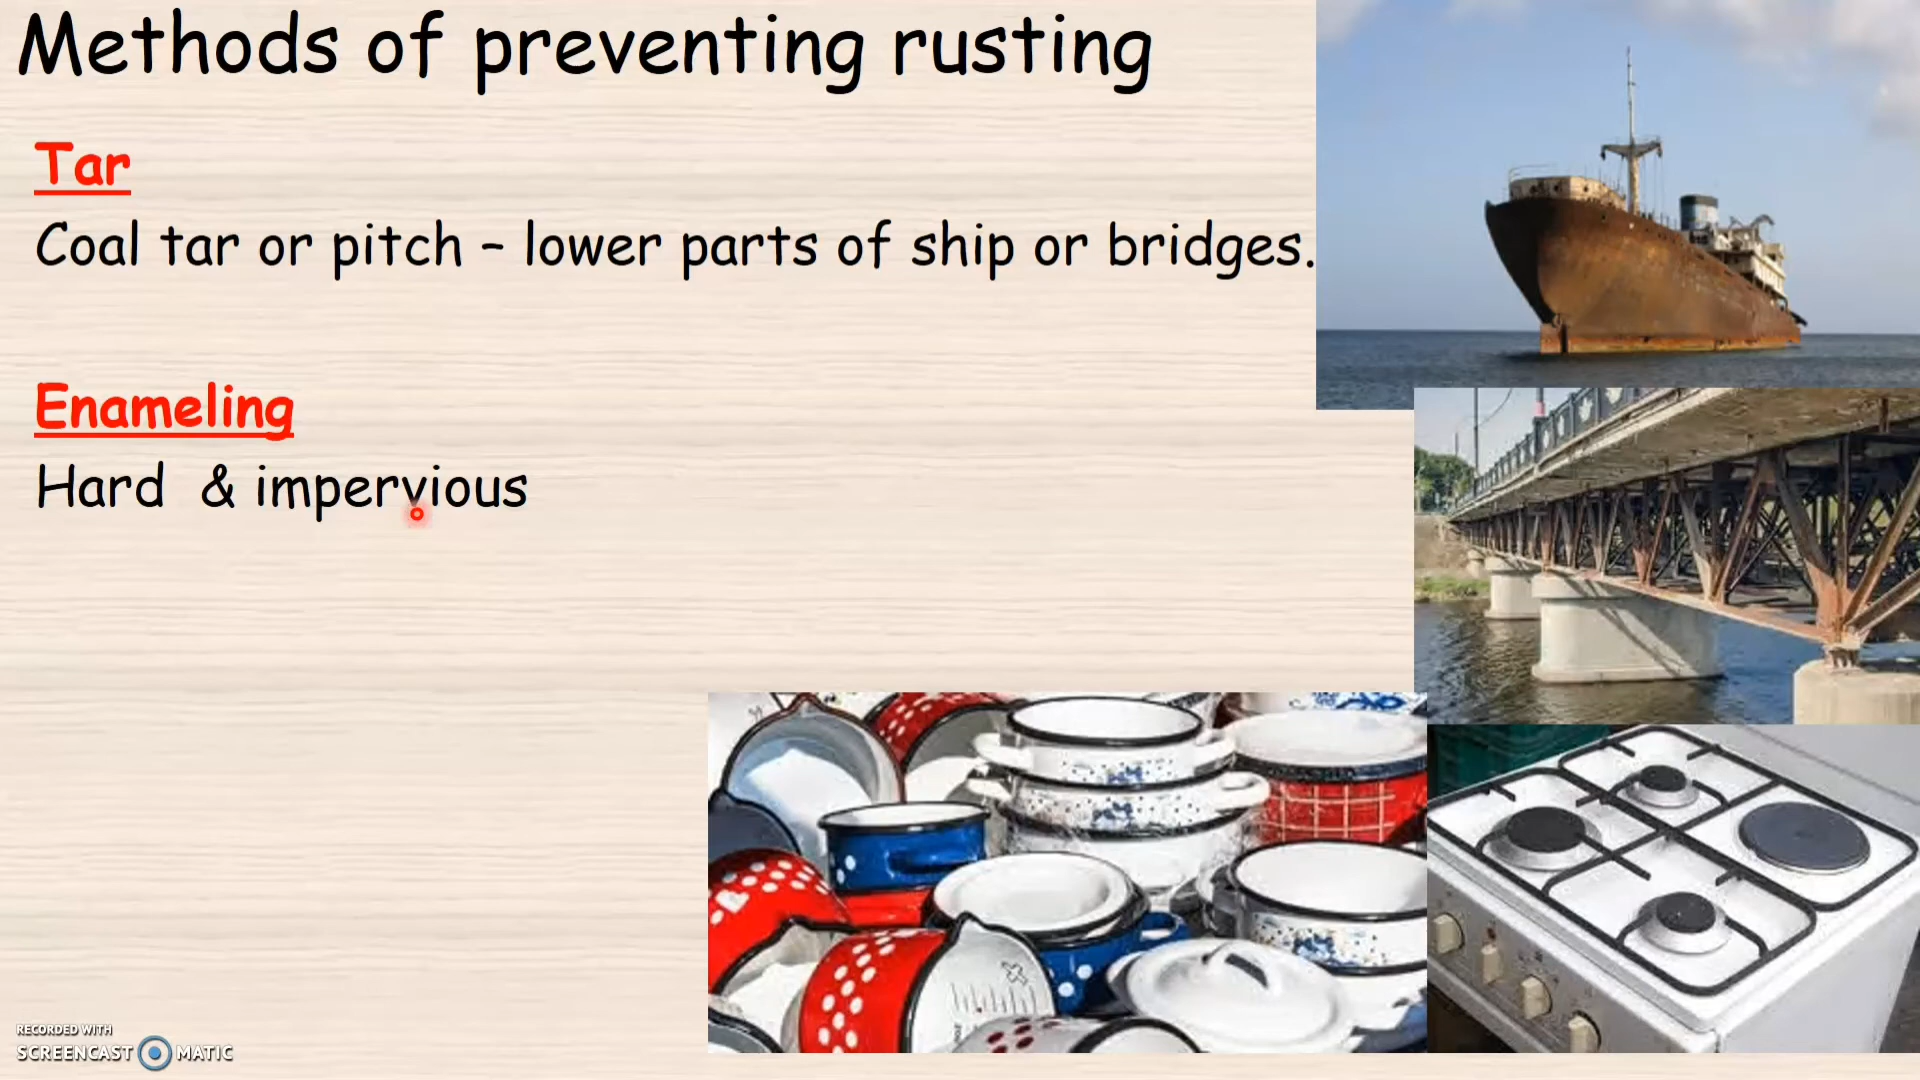 Methods of preventing rusting
Tar
Coal tar or pitch – lower parts of ship or bridges.
Enameling
Hard & impervious
RECORDED WITH
SCREENCAST MATIC